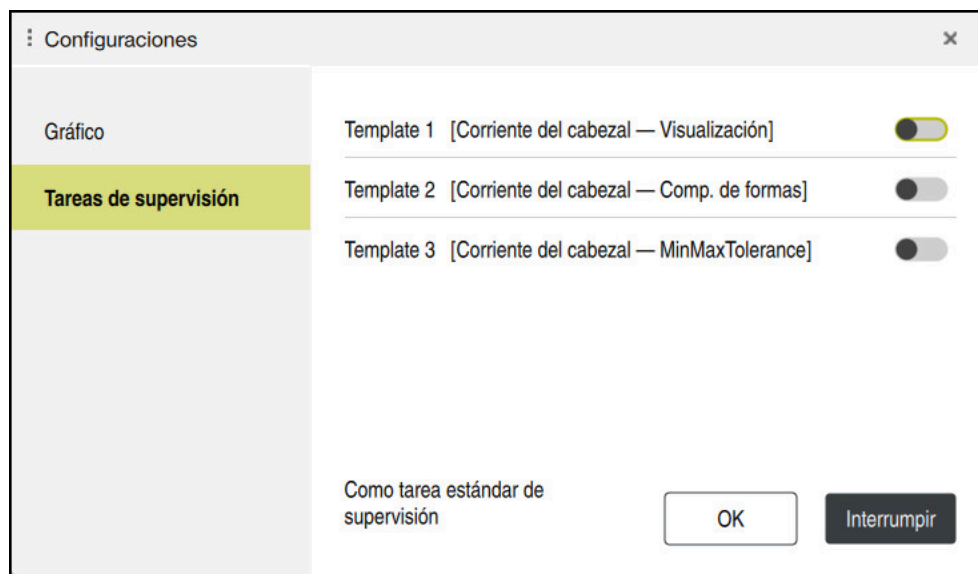 Configuraciones
Gráfico
Tareas de supervisión
Template 1 [Corriente del cabezal — Visualización]
Template 2 [Corriente del cabezal — Comp. de formas]
Template 3 [Corriente del cabezal — MinMaxTolerance]
Como tarea estándar de
supervisión
OK
Interrumpir